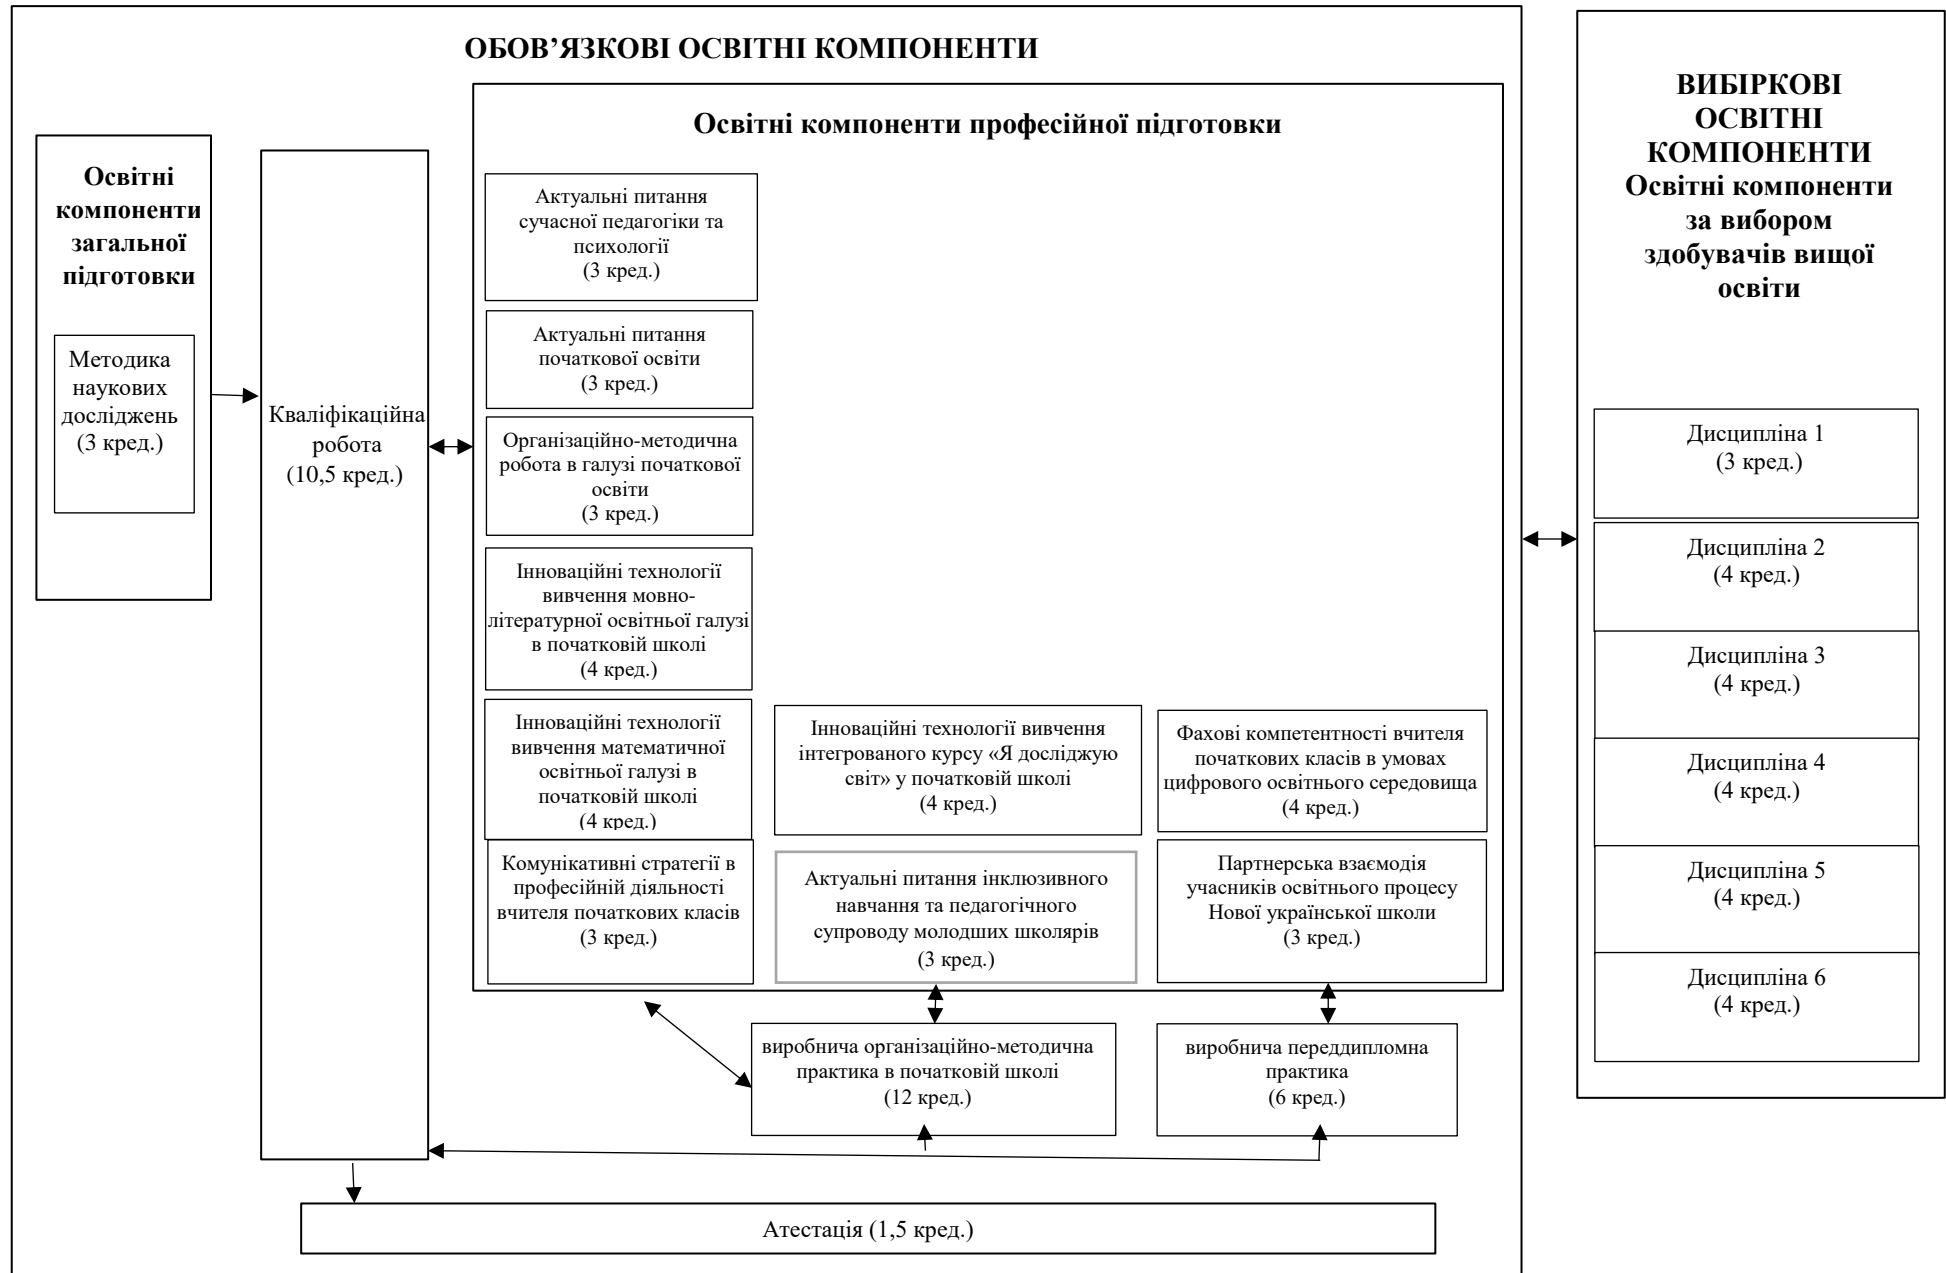 ОБОВ’ЯЗКОВІ ОСВІТНІ КОМПОНЕНТИ
Освітні
компоненти
загальної
підготовки
Методика
наукових
досліджень
(3 кред.)
Кваліфікаційна
робота
(10,5 кред.)
Освітні компоненти професійної підготовки
Актуальні питання
сучасної педагогіки та
психології
(3 кред.)
Актуальні питання
початкової освіти
(3 кред.)
Організаційно-методична
робота в галузі початкової
освіти
(3 кред.)
Інноваційні технології
вивчення мовно-
літературної освітньої галузі
в початковій школі
(4 кред.)
Інноваційні технології
вивчення математичної
освітньої галузі в
початковій школі
(4 кред.)
Інноваційні технології вивчення
інтегрованого курсу «Я досліджую
світ» у початковій школі
(4 кред.)
Фахові компетентності вчителя
початкових класів в умовах
цифрового освітнього середовища
(4 кред.)
Комунікативні стратегії в
професійній діяльності
вчителя початкових класів
(3 кред.)
Актуальні питання інклюзивного
навчання та педагогічного
супроводу молодших школярів
(3 кред.)
Партнерська взаємодія
учасників освітнього процесу
Нової української школи
(3 кред.)
виробнича організаційно-методична
практика в початковій школі
(12 кред.)
виробнича переддипломна
практика
(6 кред.)
Атестація (1,5 кред.)
ВИБІРКОВІ
ОСВІТНІ
КОМПОНЕНТИ
Освітні компоненти
за вибором
здобувачів вищої
освіти
Дисципліна 1
(3 кред.)
Дисципліна 2
(4 кред.)
Дисципліна 3
(4 кред.)
Дисципліна 4
(4 кред.)
Дисципліна 5
(4 кред.)
Дисципліна 6
(4 кред.)